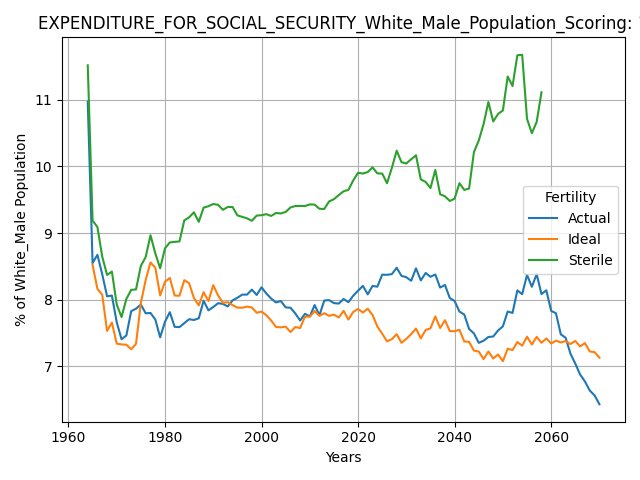 EXPENDITURE_FOR_SOCIAL_SECURITY_White_Male_Population_Scoring:
11
10
9
8
7
% of White_Male Population
Fertility
Actual
Ideal
Sterile
1960 1980 2000 2020 2040 2060
Years